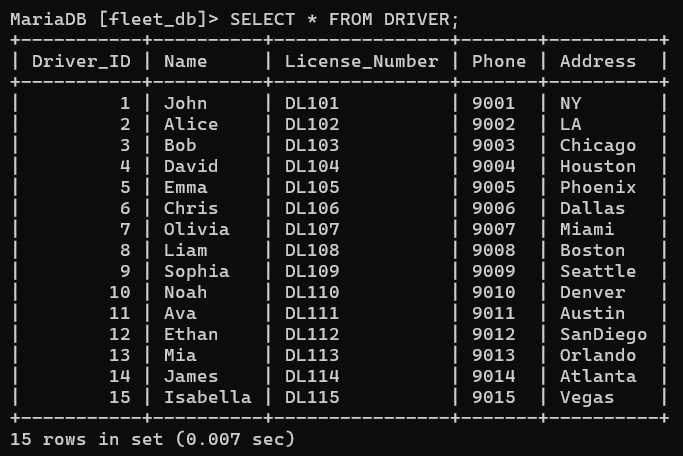 MariaDB [fleet_db]> SELECT * FROM DRIVER;
+-----------+----------+----------------+-------+----------+
| Driver_ID | Name     | License_Number | Phone | Address  |
+-----------+----------+----------------+-------+----------+
|         1 | John     | DL101          | 9001  | NY       |
|         2 | Alice    | DL102          | 9002  | LA       |
|         3 | Bob      | DL103          | 9003  | Chicago  |
|         4 | David    | DL104          | 9004  | Houston  |
|         5 | Emma     | DL105          | 9005  | Phoenix  |
|         6 | Chris    | DL106          | 9006  | Dallas   |
|         7 | Olivia   | DL107          | 9007  | Miami    |
|         8 | Liam     | DL108          | 9008  | Boston   |
|         9 | Sophia   | DL109          | 9009  | Seattle  |
|        10 | Noah     | DL110          | 9010  | Denver   |
|        11 | Ava      | DL111          | 9011  | Austin   |
|        12 | Ethan    | DL112          | 9012  | SanDiego |
|        13 | Mia      | DL113          | 9013  | Orlando  |
|        14 | James    | DL114          | 9014  | Atlanta  |
|        15 | Isabella | DL115          | 9015  | Vegas    |
+-----------+----------+----------------+-------+----------+
15 rows in set (0.007 sec)